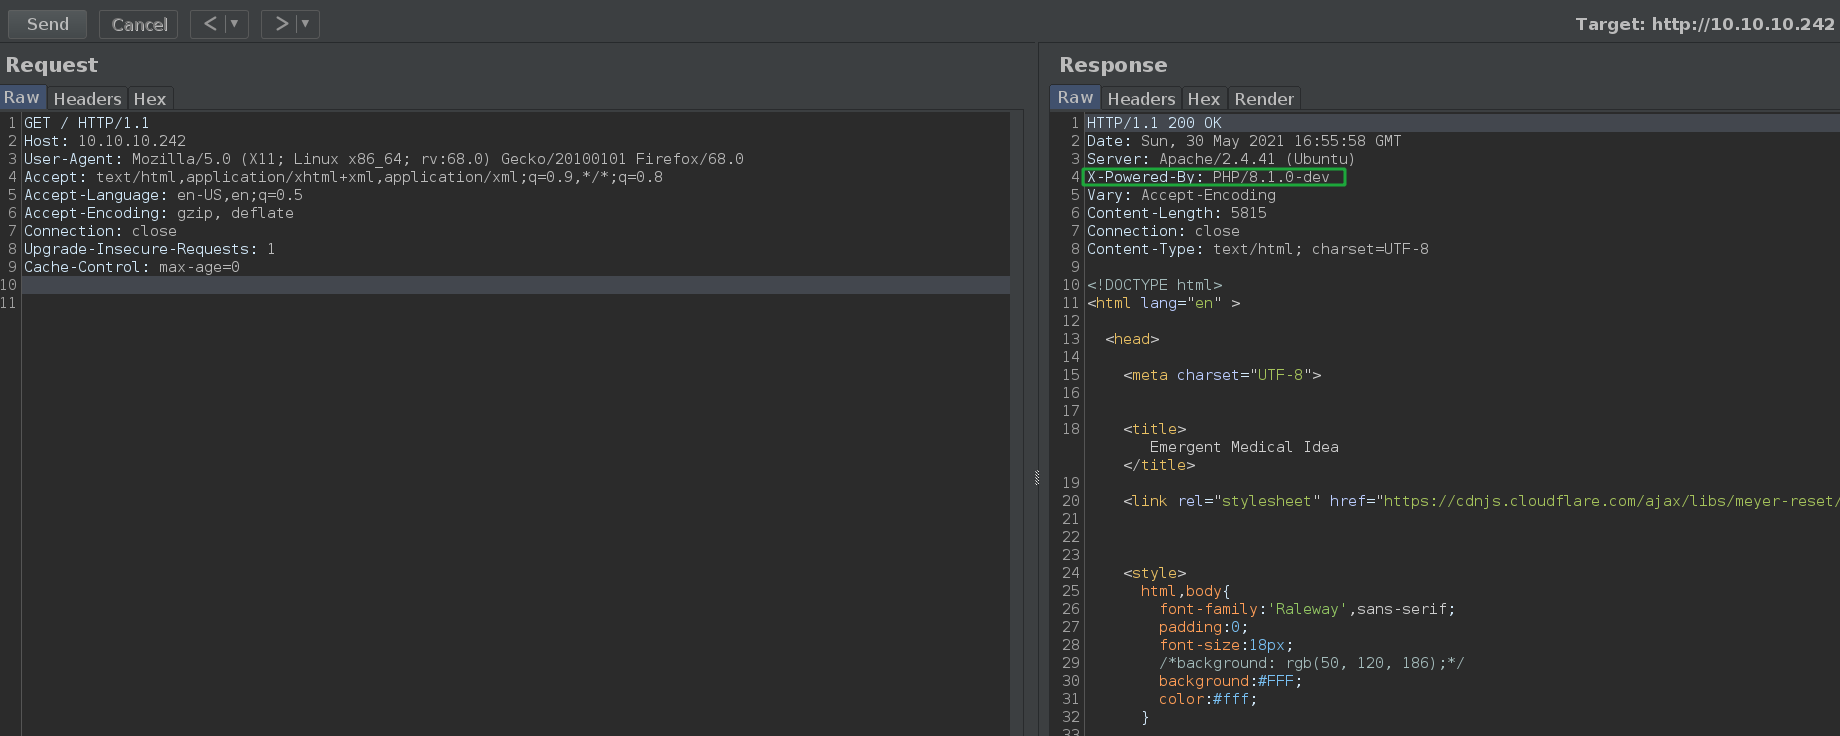 Send Cancel < ▼ > ▼ Target: http://10.10.10.242
Request
Raw Headers Hex
1 GET / HTTP/1.1
2 Host: 10.10.10.242
3 User-Agent: Mozilla/5.0 (X11; Linux x86_64; rv:68.0) Gecko/20100101 Firefox/68.0
4 Accept: text/html,application/xhtml+xml,application/xml;q=0.9,*/*;q=0.8
5 Accept-Language: en-US,en;q=0.5
6 Accept-Encoding: gzip, deflate
7 Connection: close
8 Upgrade-Insecure-Requests: 1
9 Cache-Control: max-age=0
10
11
Response
Raw Headers Hex Render
1 HTTP/1.1 200 OK
2 Date: Sun, 30 May 2021 16:55:58 GMT
3 Server: Apache/2.4.41 (Ubuntu)
4 X-Powered-By: PHP/8.1.0-dev
5 Vary: Accept-Encoding
6 Content-Length: 5815
7 Connection: close
8 Content-Type: text/html; charset=UTF-8
9
10 <!DOCTYPE html>
11 <html lang="en" >
12
13 <head>
14
15 <meta charset="UTF-8">
16
17
18 <title>
Emergent Medical Idea
</title>
19
20 <link rel="stylesheet" href="https://cdnjs.cloudflare.com/ajax/libs/meyer-reset/
21
22
23
24 <style>
25 html,body{
26 font-family:'Raleway',sans-serif;
27 padding:0;
28 font-size:18px;
29 /*background: rgb(50, 120, 186);*/
30 background:#FFF;
31 color:#fff;
32 }
33